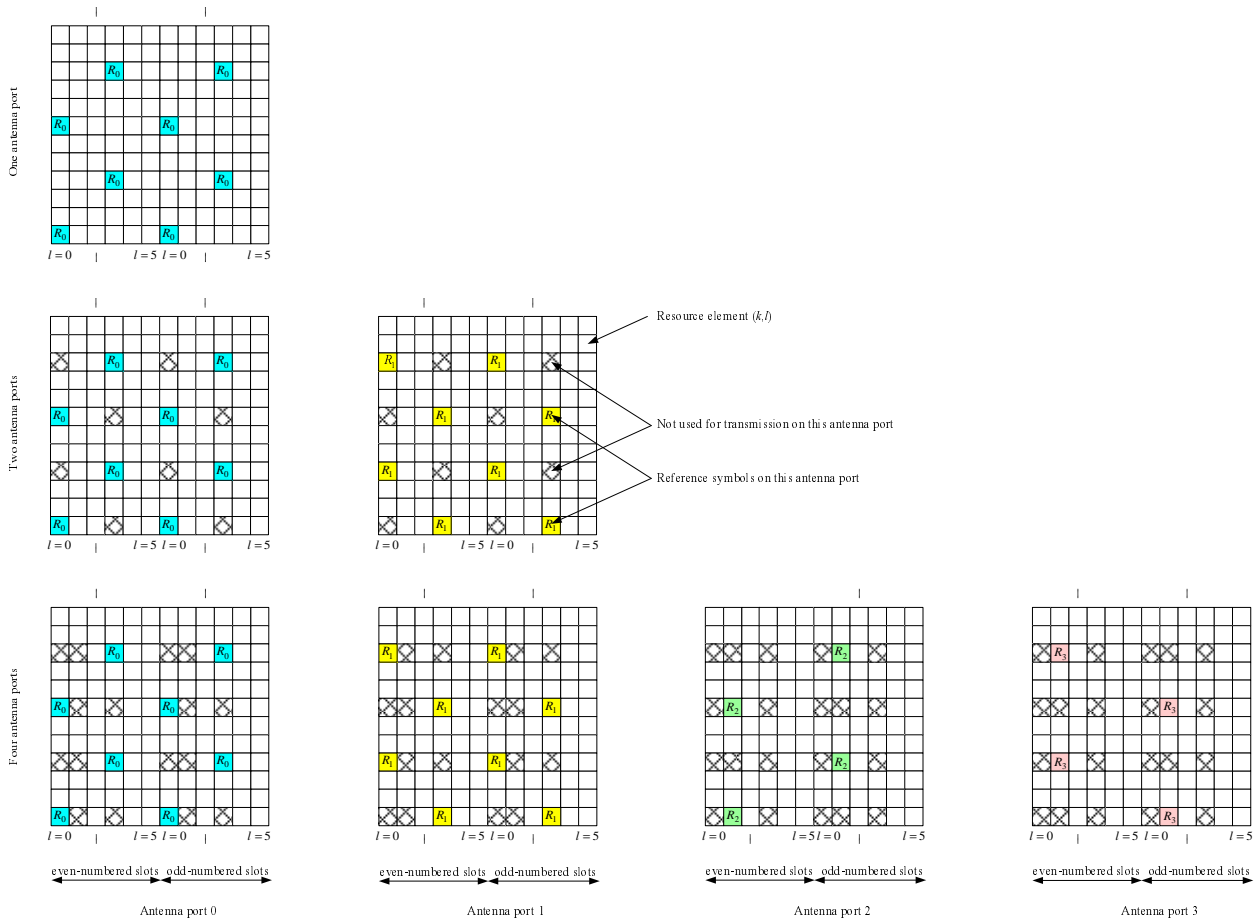 One antenna port
R0 R0
R0 R0
R0 R0
R0 R0
l = 0 l = 5 l = 0 l = 5
Two antenna ports
R0 R0
R0 R0
R0 R0
R0 R0
l = 0 l = 5 l = 0 l = 5
R1 R1
R1 R1
R1 R1
R1 R1
l = 0 l = 5 l = 0 l = 5
Resource element (k,l)
Not used for transmission on this antenna port
Reference symbols on this antenna port
Four antenna ports
R0 R0
R0 R0
R0 R0
R0 R0
l = 0 l = 5 l = 0 l = 5
even-numbered slots odd-numbered slots
Antenna port 0
R1 R1
R1 R1
R1 R1
R1 R1
l = 0 l = 5 l = 0 l = 5
even-numbered slots odd-numbered slots
Antenna port 1
R2
R2
R2
R2
l = 0 l = 5 l = 0 l = 5
even-numbered slots odd-numbered slots
Antenna port 2
R3
R3
R3
R3
l = 0 l = 5 l = 0 l = 5
even-numbered slots odd-numbered slots
Antenna port 3